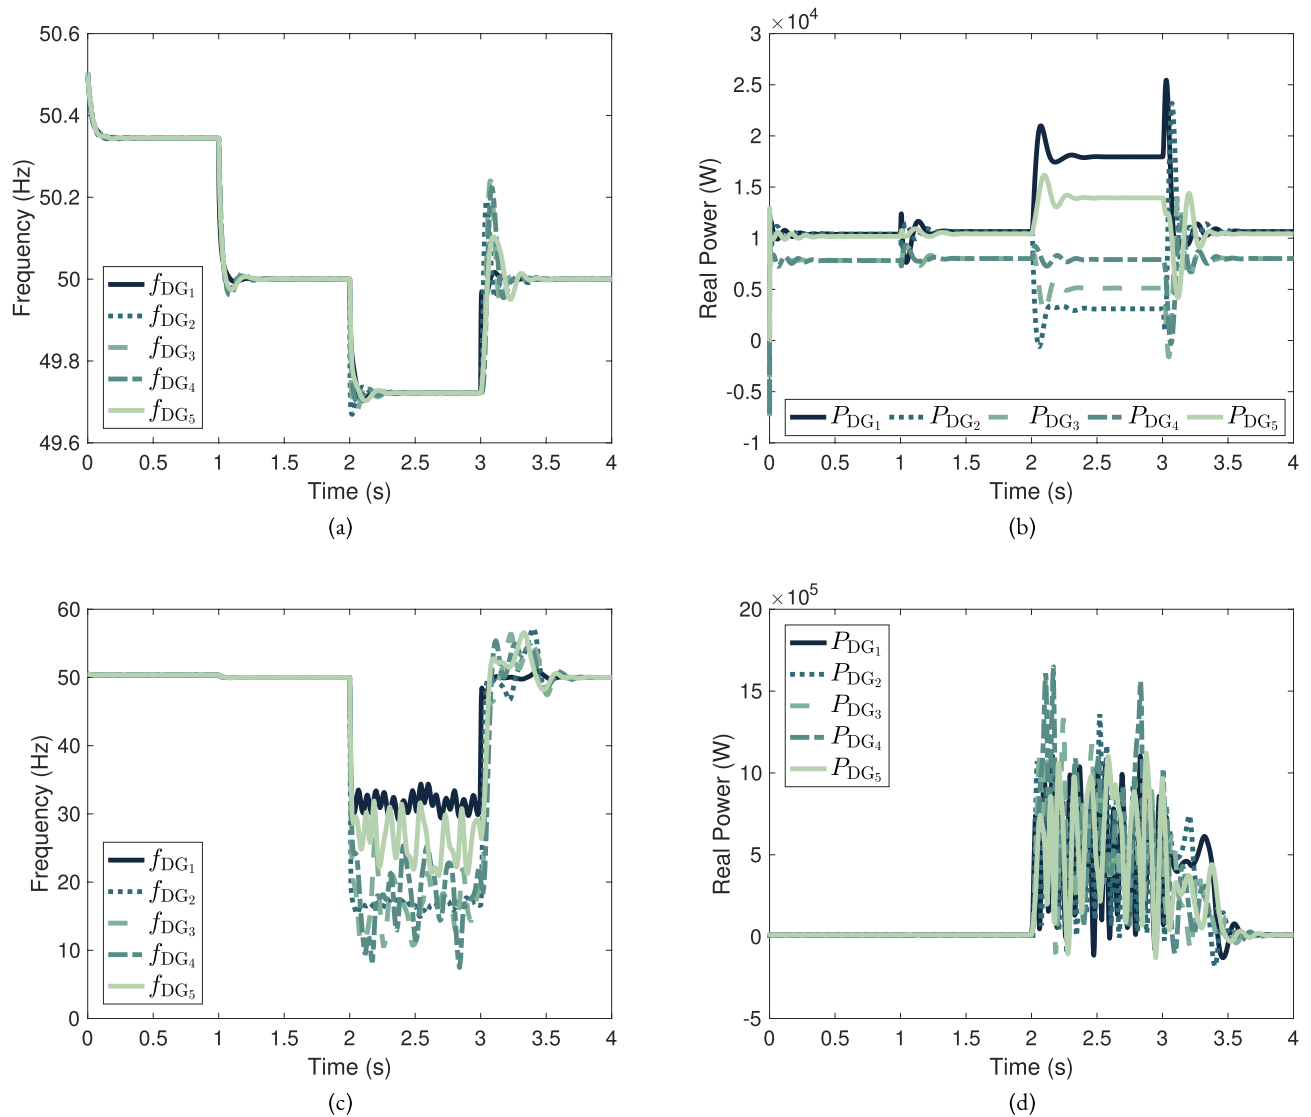 ×10⁴
50.6
50.4
50.2
50
49.8
49.6
Frequency (Hz)
f_DG₁
f_DG₂
f_DG₃
f_DG₄
f_DG₅
0 0.5 1 1.5 2 2.5 3 3.5 4
Time (s)
(a)
3
2.5
2
1.5
1
0.5
0
-0.5
-1
Real Power (W)
P_DG₁ P_DG₂ P_DG₃ P_DG₄ P_DG₅
0 0.5 1 1.5 2 2.5 3 3.5 4
Time (s)
(b)
60
50
40
30
20
10
0
Frequency (Hz)
f_DG₁
f_DG₂
f_DG₃
f_DG₄
f_DG₅
0 0.5 1 1.5 2 2.5 3 3.5 4
Time (s)
(c)
×10⁵
20
15
10
5
0
-5
Real Power (W)
P_DG₁
P_DG₂
P_DG₃
P_DG₄
P_DG₅
0 0.5 1 1.5 2 2.5 3 3.5 4
Time (s)
(d)